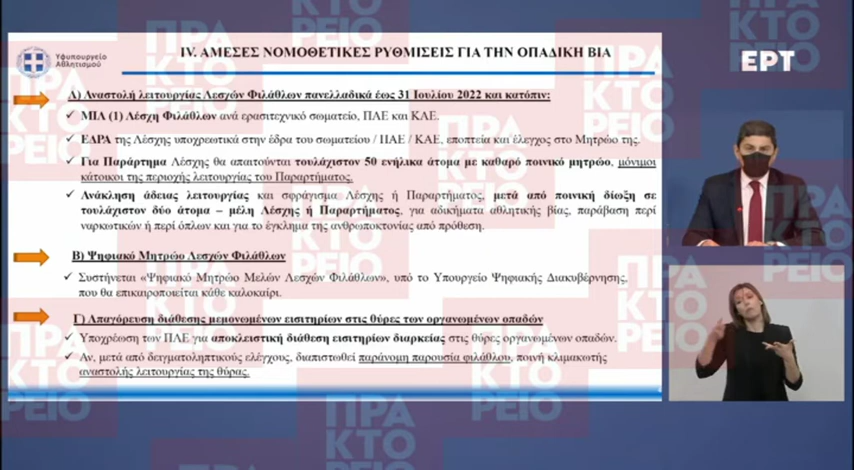 Υφυπουργείο
Αθλητισμού
IV. ΑΜΕΣΕΣ ΝΟΜΟΘΕΤΙΚΕΣ ΡΥΘΜΙΣΕΙΣ ΓΙΑ ΤΗΝ ΟΠΑΔΙΚΗ ΒΙΑ
ΕΡΤ
Α) Αναστολή λειτουργίας Λεσχών Φιλάθλων πανελλαδικά έως 31 Ιουλίου 2022 και κατόπιν:
✓ ΜΙΑ (1) Λέσχη Φιλάθλων ανά ερασιτεχνικό σωματείο, ΠΑΕ και ΚΑΕ.
✓ ΕΔΡΑ της Λέσχης υποχρεωτικά στην έδρα του σωματείου / ΠΑΕ / ΚΑΕ, εποπτεία και έλεγχος στο Μητρώο της.
✓ Για Παράρτημα Λέσχης θα απαιτούνται τουλάχιστον 50 ενήλικα άτομα με καθαρό ποινικό μητρώο, μόνιμοι
κάτοικοι της περιοχής λειτουργίας του Παραρτήματος.
✓ Ανάκληση άδειας λειτουργίας και σφράγισμα Λέσχης ή Παραρτήματος, μετά από ποινική δίωξη σε
τουλάχιστον δύο άτομα – μέλη Λέσχης ή Παραρτήματος, για αδικήματα αθλητικής βίας, παράβαση περί
ναρκωτικών ή περί όπλων και για το έγκλημα της ανθρωποκτονίας από πρόθεση.
Β) Ψηφιακό Μητρώο Λεσχών Φιλάθλων
✓ Συστήνεται «Ψηφιακό Μητρώο Μελών Λεσχών Φιλάθλων», υπό το Υπουργείο Ψηφιακής Διακυβέρνησης,
που θα επικαιροποιείται κάθε καλοκαίρι.
Γ) Απαγόρευση διάθεσης μεμονωμένων εισιτηρίων στις θύρες των οργανωμένων οπαδών
✓ Υποχρέωση των ΠΑΕ για αποκλειστική διάθεση εισιτηρίων διαρκείας στις θύρες οργανωμένων οπαδών.
✓ Αν, μετά από δειγματοληπτικούς ελέγχους, διαπιστωθεί παράνομη παρουσία φιλάθλου, ποινή κλιμακωτής
αναστολής λειτουργίας της θύρας.
ΠΡΑ
ΚΤΟ
ΡΕΙΟ